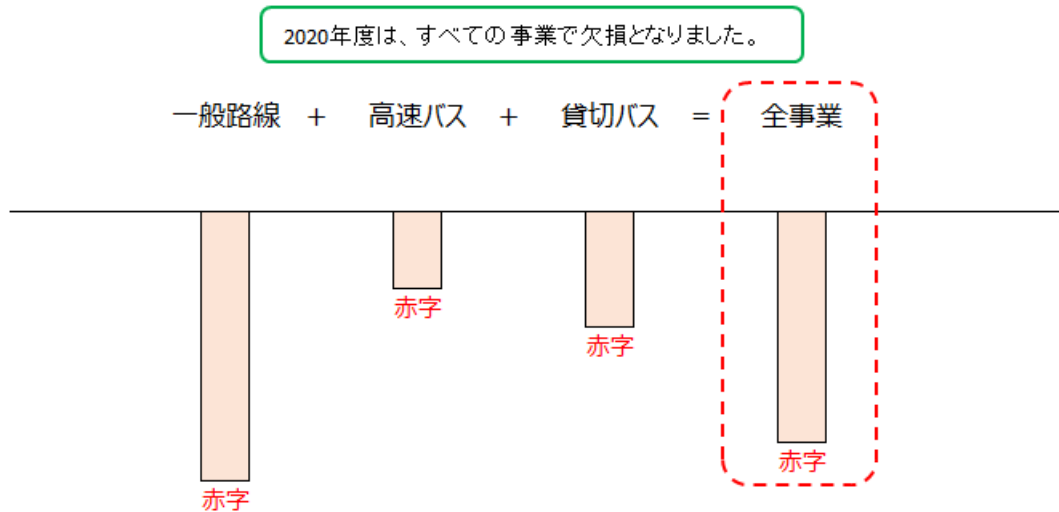 2020年度は、すべての事業で欠損となりました。
一般路線 + 高速バス + 貸切バス = 全事業
赤字
赤字
赤字
赤字